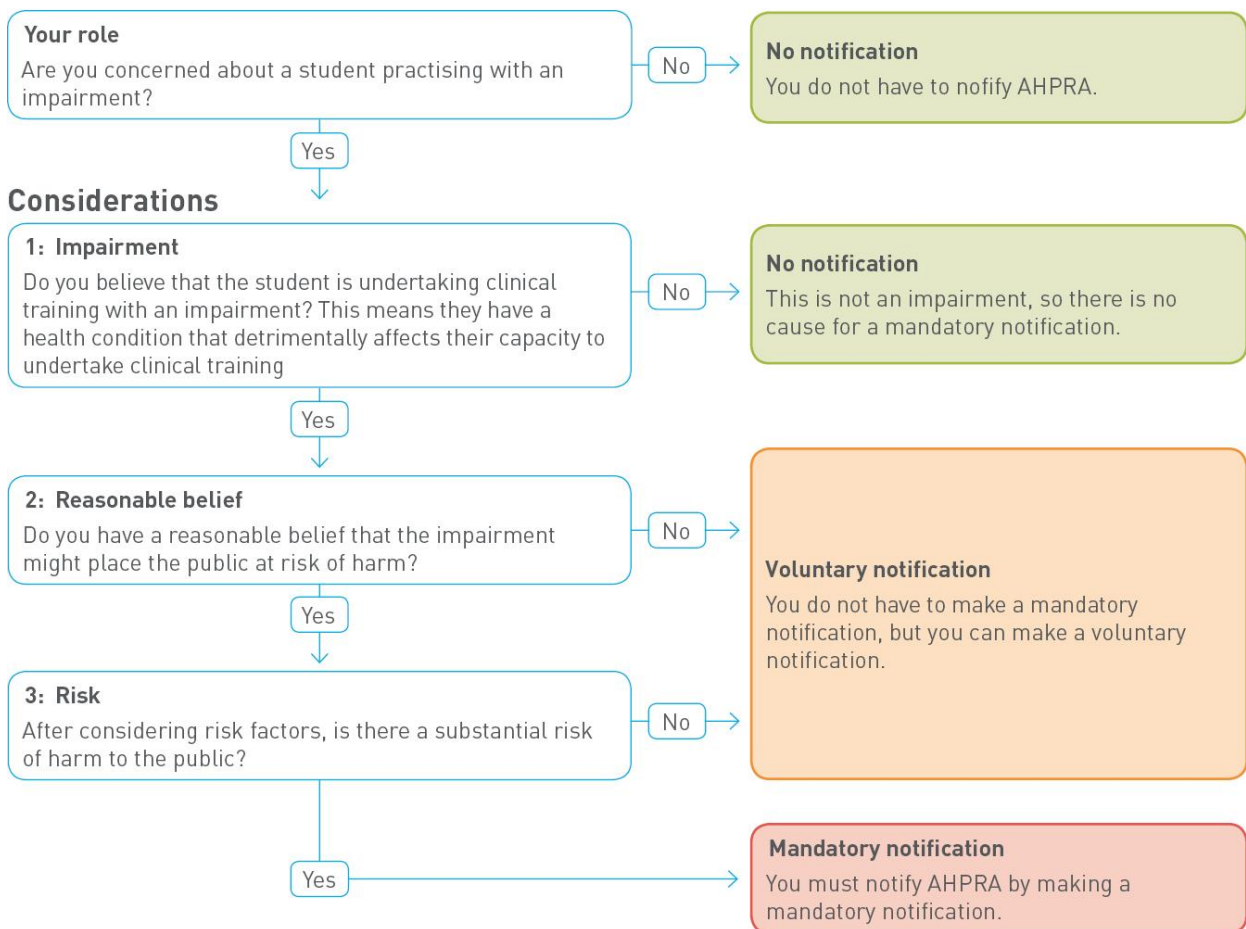 Your role
Are you concerned about a student practising with an
impairment?
No
No notification
You do not have to nofify AHPRA.
Yes
Considerations
1: Impairment
Do you believe that the student is undertaking clinical
training with an impairment? This means they have a
health condition that detrimentally affects their capacity to
undertake clinical training
No
No notification
This is not an impairment, so there is no
cause for a mandatory notification.
Yes
2: Reasonable belief
Do you have a reasonable belief that the impairment
might place the public at risk of harm?
No
Voluntary notification
You do not have to make a mandatory
notification, but you can make a voluntary
notification.
Yes
3: Risk
After considering risk factors, is there a substantial risk
of harm to the public?
No
Yes
Mandatory notification
You must notify AHPRA by making a
mandatory notification.